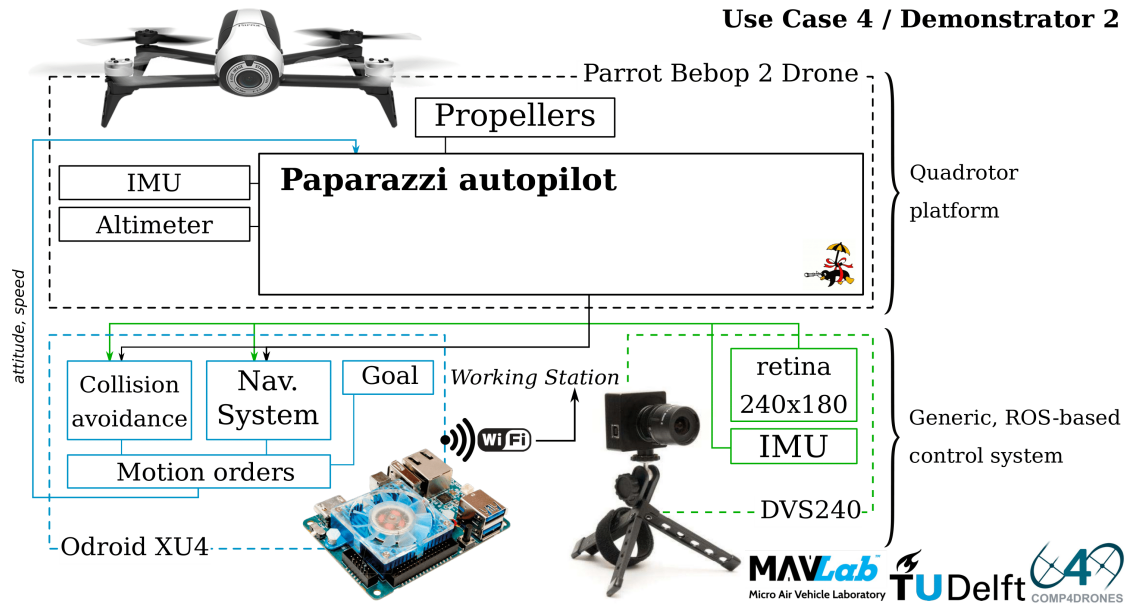 Use Case 4 / Demonstrator 2
Parrot Bebop 2 Drone
Propellers
Paparazzi autopilot
IMU
Altimeter
Quadrotor
platform
attitude, speed
Collision
avoidance
Nav.
System
Goal
Working Station
retina
240x180
IMU
Motion orders
WiFi
Generic, ROS-based
control system
DVS240
Odroid XU4
MAVLab
Micro Air Vehicle Laboratory
TUDelft
C4D
COMP4DRONES